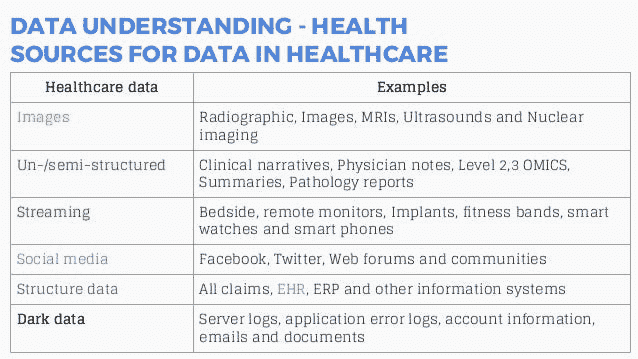 DATA UNDERSTANDING - HEALTH
SOURCES FOR DATA IN HEALTHCARE
Healthcare data Examples
Images Radiographic, Images, MRIs, Ultrasounds and Nuclear
imaging
Un-/semi-structured Clinical narratives, Physician notes, Level 2,3 OMICS,
Summaries, Pathology reports
Streaming Bedside, remote monitors, Implants, fitness bands, smart
watches and smart phones
Social media Facebook, Twitter, Web forums and communities
Structure data All claims, EHR, ERP and other information systems
Dark data Server logs, application error logs, account information,
emails and documents